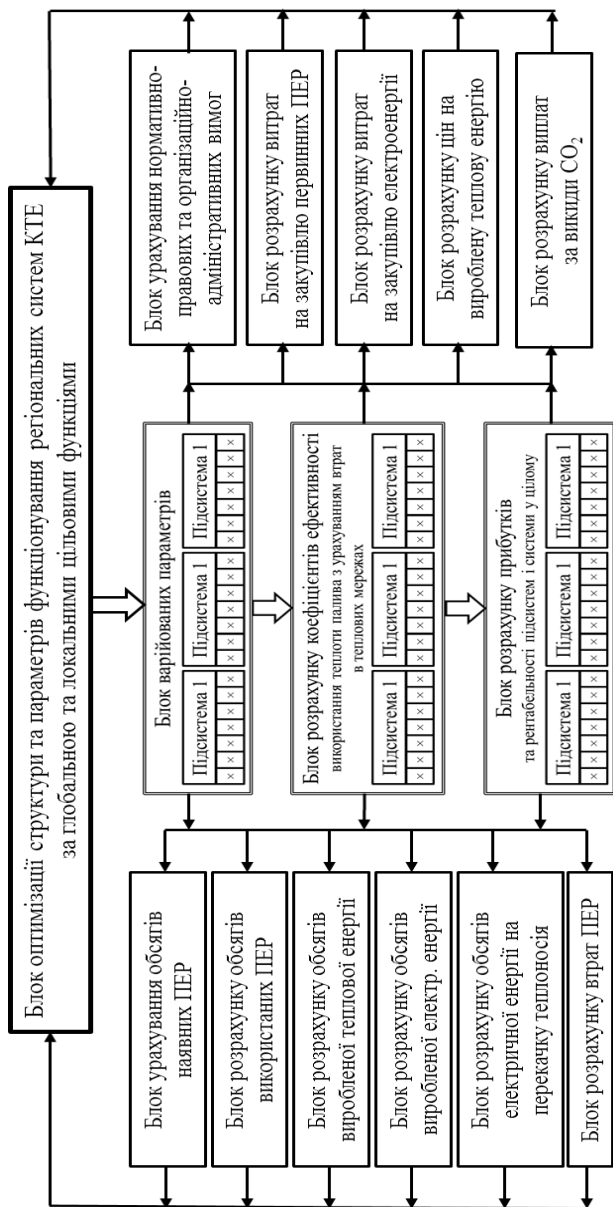 Блок оптимізації структури та параметрів функціонування регіональних систем КТЕ
за глобальною та локальними цільовими функціями
Блок урахування обсягів
наявних ПЕР
Блок розрахунку обсягів
використаних ПЕР
Блок розрахунку обсягів
виробленої теплової енергії
Блок розрахунку обсягів
виробленої електр. енергії
Блок розрахунку обсягів
електричної енергії на
перекачку теплоносія
Блок розрахунку втрат ПЕР
Блок варійованих параметрів
Підсистема 1 Підсистема 1 Підсистема 1
× × × × × × × × × × × × × × × × × ×
Блок розрахунку коефіцієнтів ефективності
використання теплоти палива з урахуванням втрат
в теплових мережах
Підсистема 1 Підсистема 1 Підсистема 1
× × × × × × × × × × × × × × × × × ×
Блок розрахунку прибутків
та рентабельності підсистем і системи у цілому
Підсистема 1 Підсистема 1 Підсистема 1
× × × × × × × × × × × × × × × × × ×
Блок урахування нормативно-
правових та організаційно-
адміністративних вимог
Блок розрахунку витрат
на закупівлю первинних ПЕР
Блок розрахунку витрат
на закупівлю електроенергії
Блок розрахунку цін на
вироблену теплову енергію
Блок розрахунку виплат
за викиди CO₂